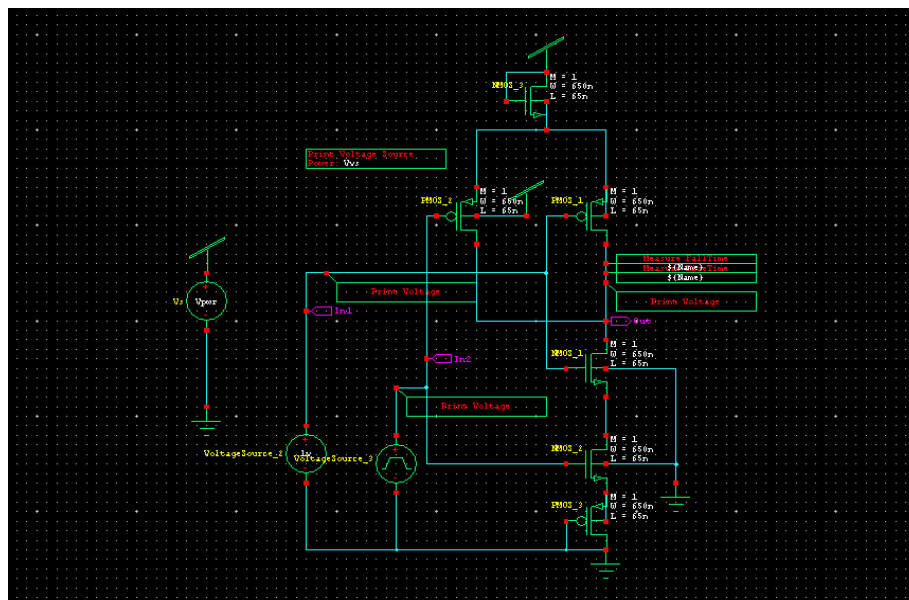 NMOS_3
M = 1
W = 650n
L = 65n
Print Voltage Source
Power: Vvs
PMOS_2
M = 1
W = 650n
L = 65n
PMOS_1
M = 1
W = 650n
L = 65n
Measure FallTime
${Name}
${Name}
Print Voltage
Print Voltage
Vs
Vpwr
In1
Out
NMOS_1
M = 1
W = 650n
L = 65n
In2
Print Voltage
VoltageSource_2
1v
VoltageSource_3
NMOS_2
M = 1
W = 650n
L = 65n
PMOS_3
M = 1
W = 650n
L = 65n